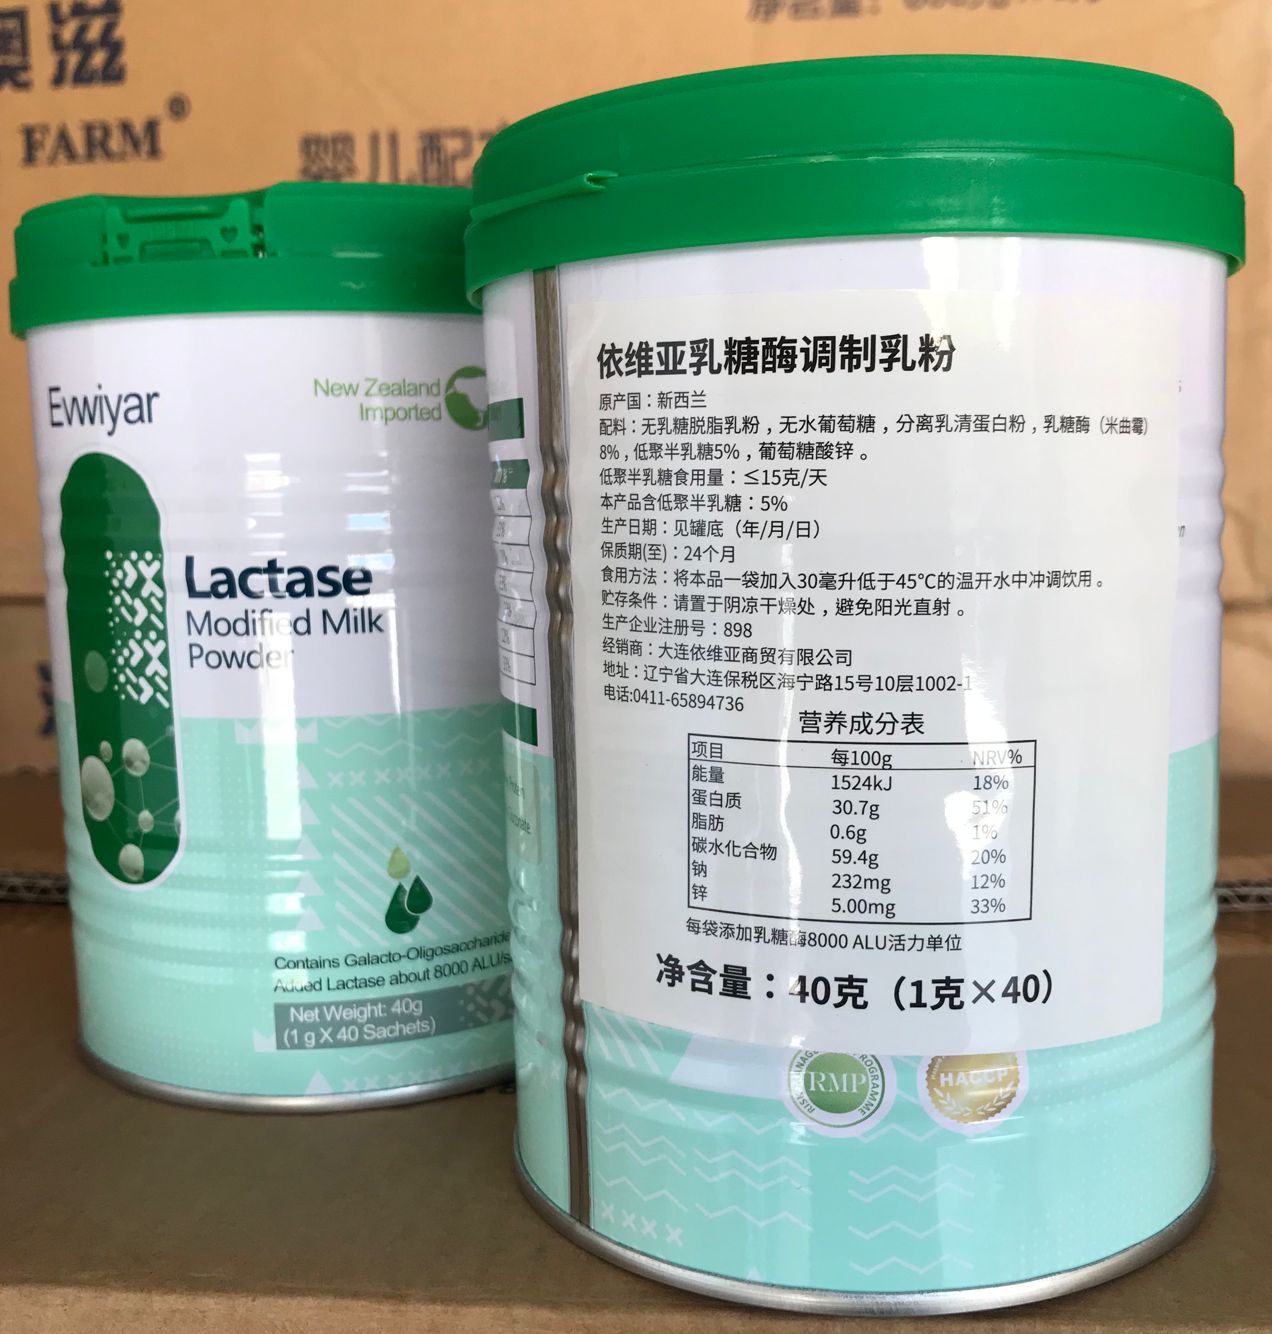 澳滋
FARM®
净含量:
婴儿配
Evwiyar
New Zealand
Imported
Lactase
Modified Milk
Powder
Contains Galacto-Oligosaccharide
Added Lactase about 8000 ALU/s
Net Weight: 40g
(1 g X 40 Sachets)
依维亚乳糖酶调制乳粉
原产国：新西兰
配料：无乳糖脱脂乳粉，无水葡萄糖，分离乳清蛋白粉，乳糖酶（米曲霉）
8%，低聚半乳糖5%，葡萄糖酸锌。
低聚半乳糖食用量：≤15克/天
本产品含低聚半乳糖：5%
生产日期：见罐底（年/月/日）
保质期(至)：24个月
食用方法：将本品一袋加入30毫升低于45℃的温开水中冲调饮用。
贮存条件：请置于阴凉干燥处，避免阳光直射。
生产企业注册号：898
经销商：大连依维亚商贸有限公司
地址：辽宁省大连保税区海宁路15号10层1002-1
电话:0411-65894736
营养成分表
项目 每100g NRV%
能量 1524kJ 18%
蛋白质 30.7g 51%
脂肪 0.6g 1%
碳水化合物 59.4g 20%
钠 232mg 12%
锌 5.00mg 33%
每袋添加乳糖酶8000 ALU活力单位
净含量：40克（1克×40）
RMP
HACCP